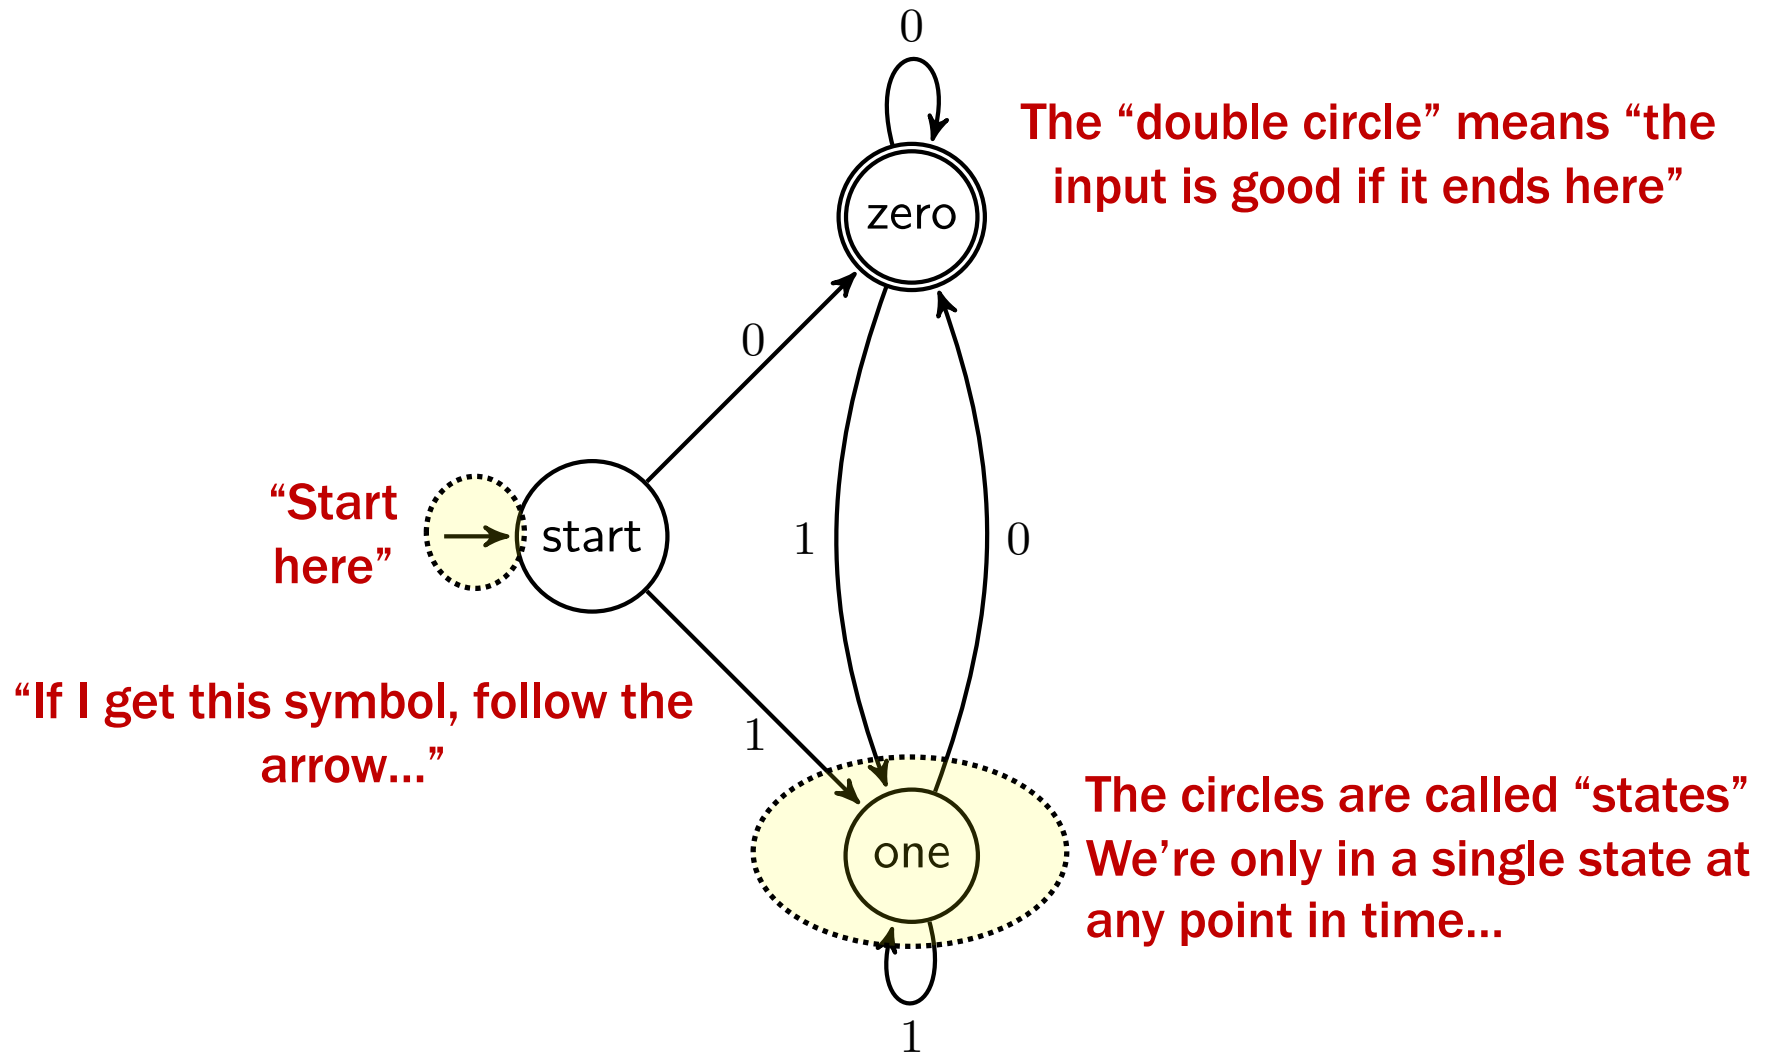 0
The “double circle” means “the
input is good if it ends here”
zero
0
“Start
here”
start
1
0
“If I get this symbol, follow the
arrow…”
1
The circles are called “states”
We’re only in a single state at
any point in time…
one
1